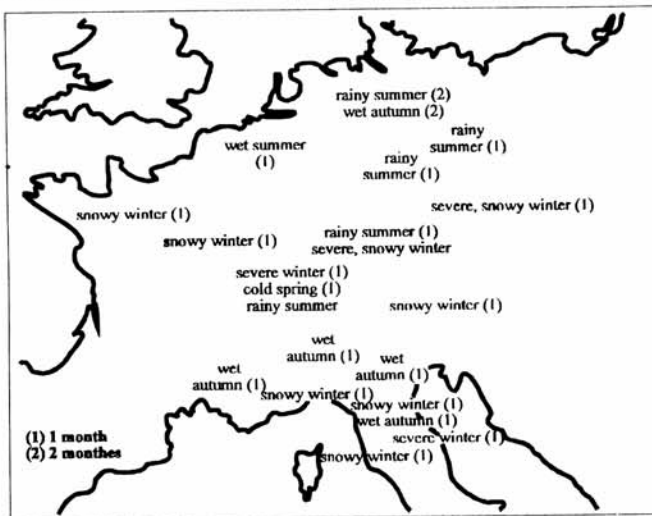 rainy summer (2)
wet autumn (2)
rainy
summer (1)
wet summer
(1)
rainy
summer (1)
severe, snowy winter (1)
snowy winter (1)
snowy winter (1)
rainy summer (1)
severe, snowy winter
severe winter (1)
cold spring (1)
rainy summer
snowy winter (1)
wet
autumn (1)
wet
autumn (1)
wet
autumn (1)
snowy winter (1)
snowy winter (1)
wet autumn (1)
severe winter (1)
snowy winter (1)
(1) 1 month
(2) 2 monthes